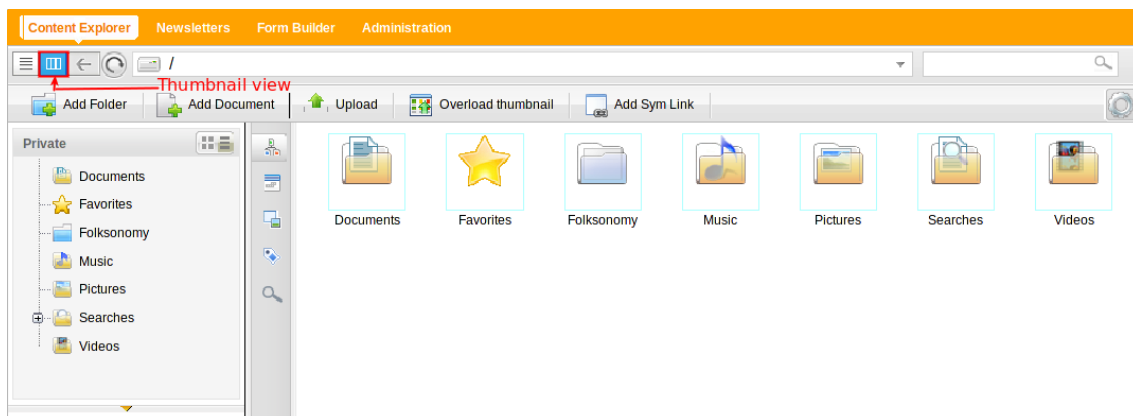 Content Explorer Newsletters Form Builder Administration
/
Thumbnail view
Add Folder Add Document Upload Overload thumbnail Add Sym Link
Private
Documents
Favorites
Folksonomy
Music
Pictures
Searches
Videos
Documents Favorites Folksonomy Music Pictures Searches Videos